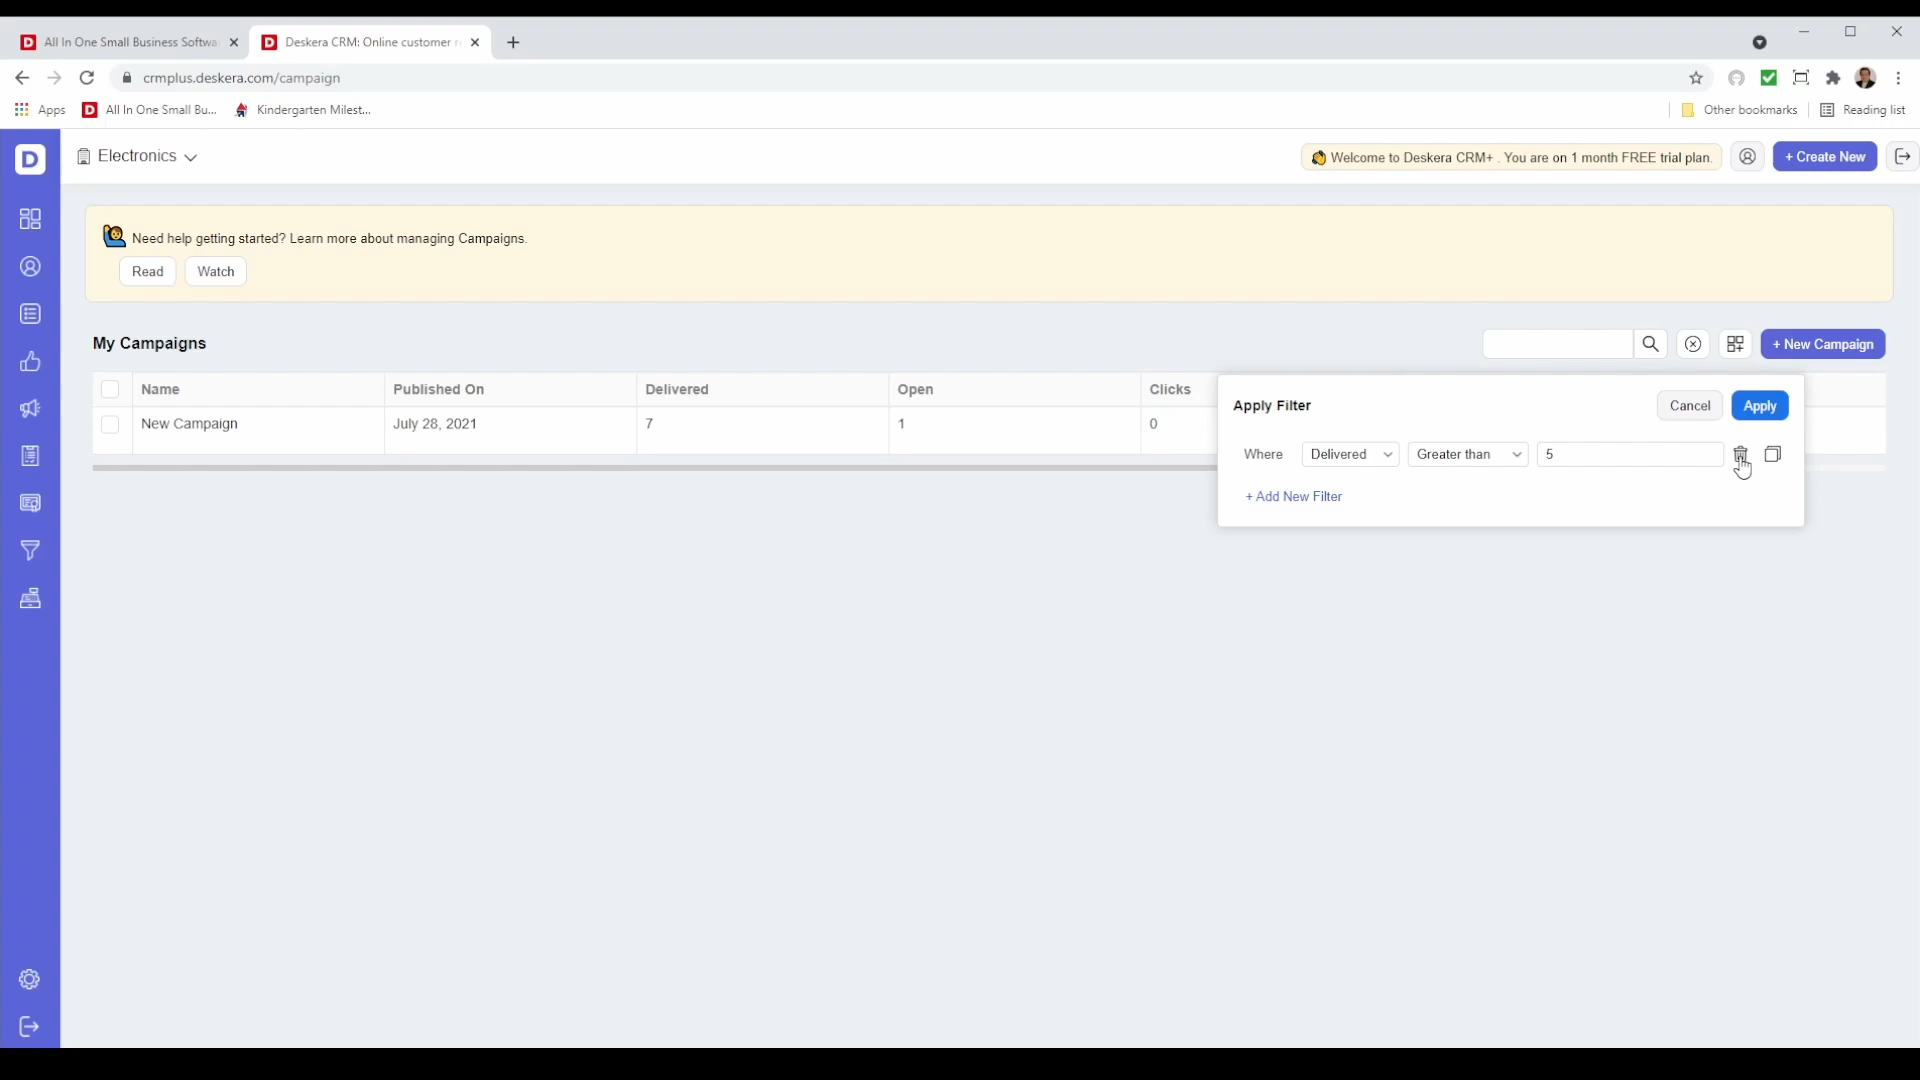 All In One Small Business Softwa
Deskera CRM: Online customer r
crmplus.deskera.com/campaign
Apps
All In One Small Bu...
Kindergarten Milest...
Other bookmarks
Reading list
D
Electronics
Welcome to Deskera CRM+ . You are on 1 month FREE trial plan.
+ Create New
Need help getting started? Learn more about managing Campaigns.
Read
Watch
My Campaigns
+ New Campaign
Name
Published On
Delivered
Open
Clicks
New Campaign
July 28, 2021
7
1
0
Apply Filter
Cancel
Apply
Where
Delivered
Greater than
5
+ Add New Filter